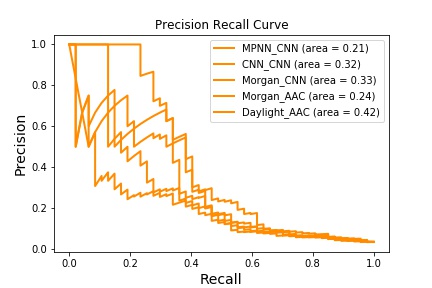 Precision Recall Curve
1.0
0.8
0.6
0.4
0.2
0.0
Precision
MPNN_CNN (area = 0.21)
CNN_CNN (area = 0.32)
Morgan_CNN (area = 0.33)
Morgan_AAC (area = 0.24)
Daylight_AAC (area = 0.42)
0.0 0.2 0.4 0.6 0.8 1.0
Recall